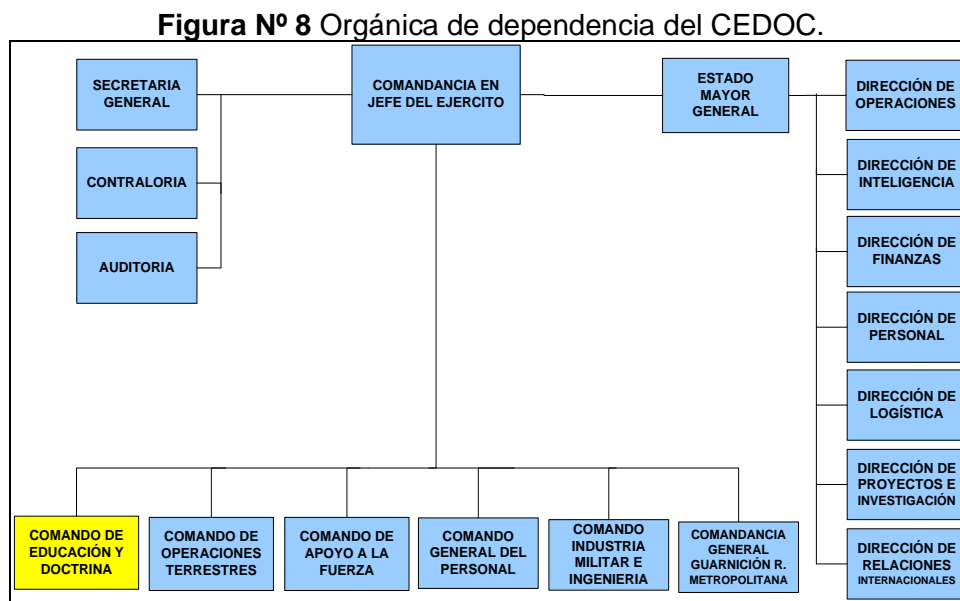 Figura Nº 8 Orgánica de dependencia del CEDOC.
SECRETARIA
GENERAL
COMANDANCIA EN
JEFE DEL EJERCITO
ESTADO
MAYOR
GENERAL
DIRECCIÓN DE
OPERACIONES
CONTRALORIA
DIRECCIÓN DE
INTELIGENCIA
AUDITORIA
DIRECCIÓN DE
FINANZAS
DIRECCIÓN DE
PERSONAL
DIRECCIÓN DE
LOGÍSTICA
DIRECCIÓN DE
PROYECTOS E
INVESTIGACIÓN
COMANDO DE
EDUCACIÓN Y
DOCTRINA
COMANDO DE
OPERACIONES
TERRESTRES
COMANDO DE
APOYO A LA
FUERZA
COMANDO
GENERAL DEL
PERSONAL
COMANDO
INDUSTRIA
MILITAR E
INGENIERIA
COMANDANCIA
GENERAL
GUARNICIÓN R.
METROPOLITANA
DIRECCIÓN DE
RELACIONES
INTERNACIONALES